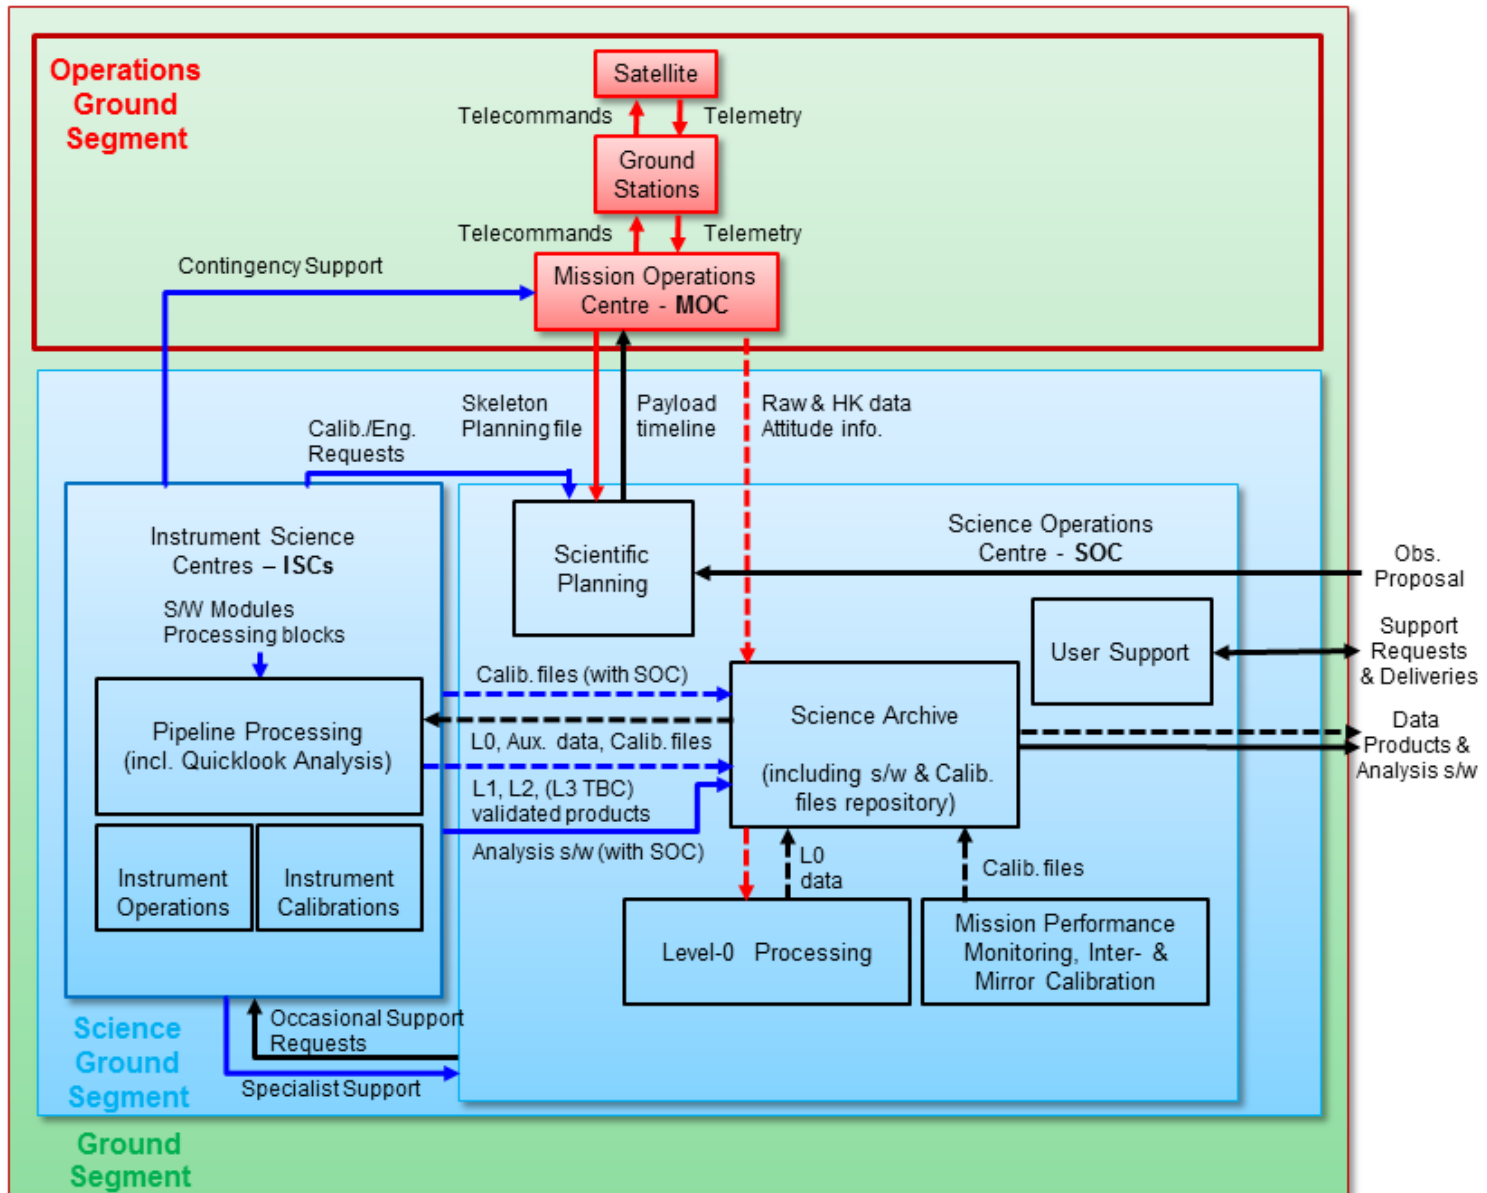 Operations
Ground
Segment
Satellite
Telecommands
Telemetry
Ground
Stations
Telecommands
Telemetry
Contingency Support
Mission Operations
Centre - MOC
Skeleton
Planning file
Payload
timeline
Raw & HK data
Attitude info.
Calib./Eng.
Requests
Instrument Science
Centres – ISCs
S/W Modules
Processing blocks
Pipeline Processing
(incl. Quicklook Analysis)
Instrument
Operations
Instrument
Calibrations
Scientific
Planning
Science Operations
Centre - SOC
Obs.
Proposal
User Support
Support
Requests
& Deliveries
Calib. files (with SOC)
L0, Aux. data, Calib. files
L1, L2, (L3 TBC)
validated products
Analysis s/w (with SOC)
Science Archive
(including s/w & Calib.
files repository)
Data
Products &
Analysis s/w
L0
data
Calib. files
Level-0 Processing
Mission Performance
Monitoring, Inter- &
Mirror Calibration
Occasional Support
Requests
Specialist Support
Science
Ground
Segment
Ground
Segment